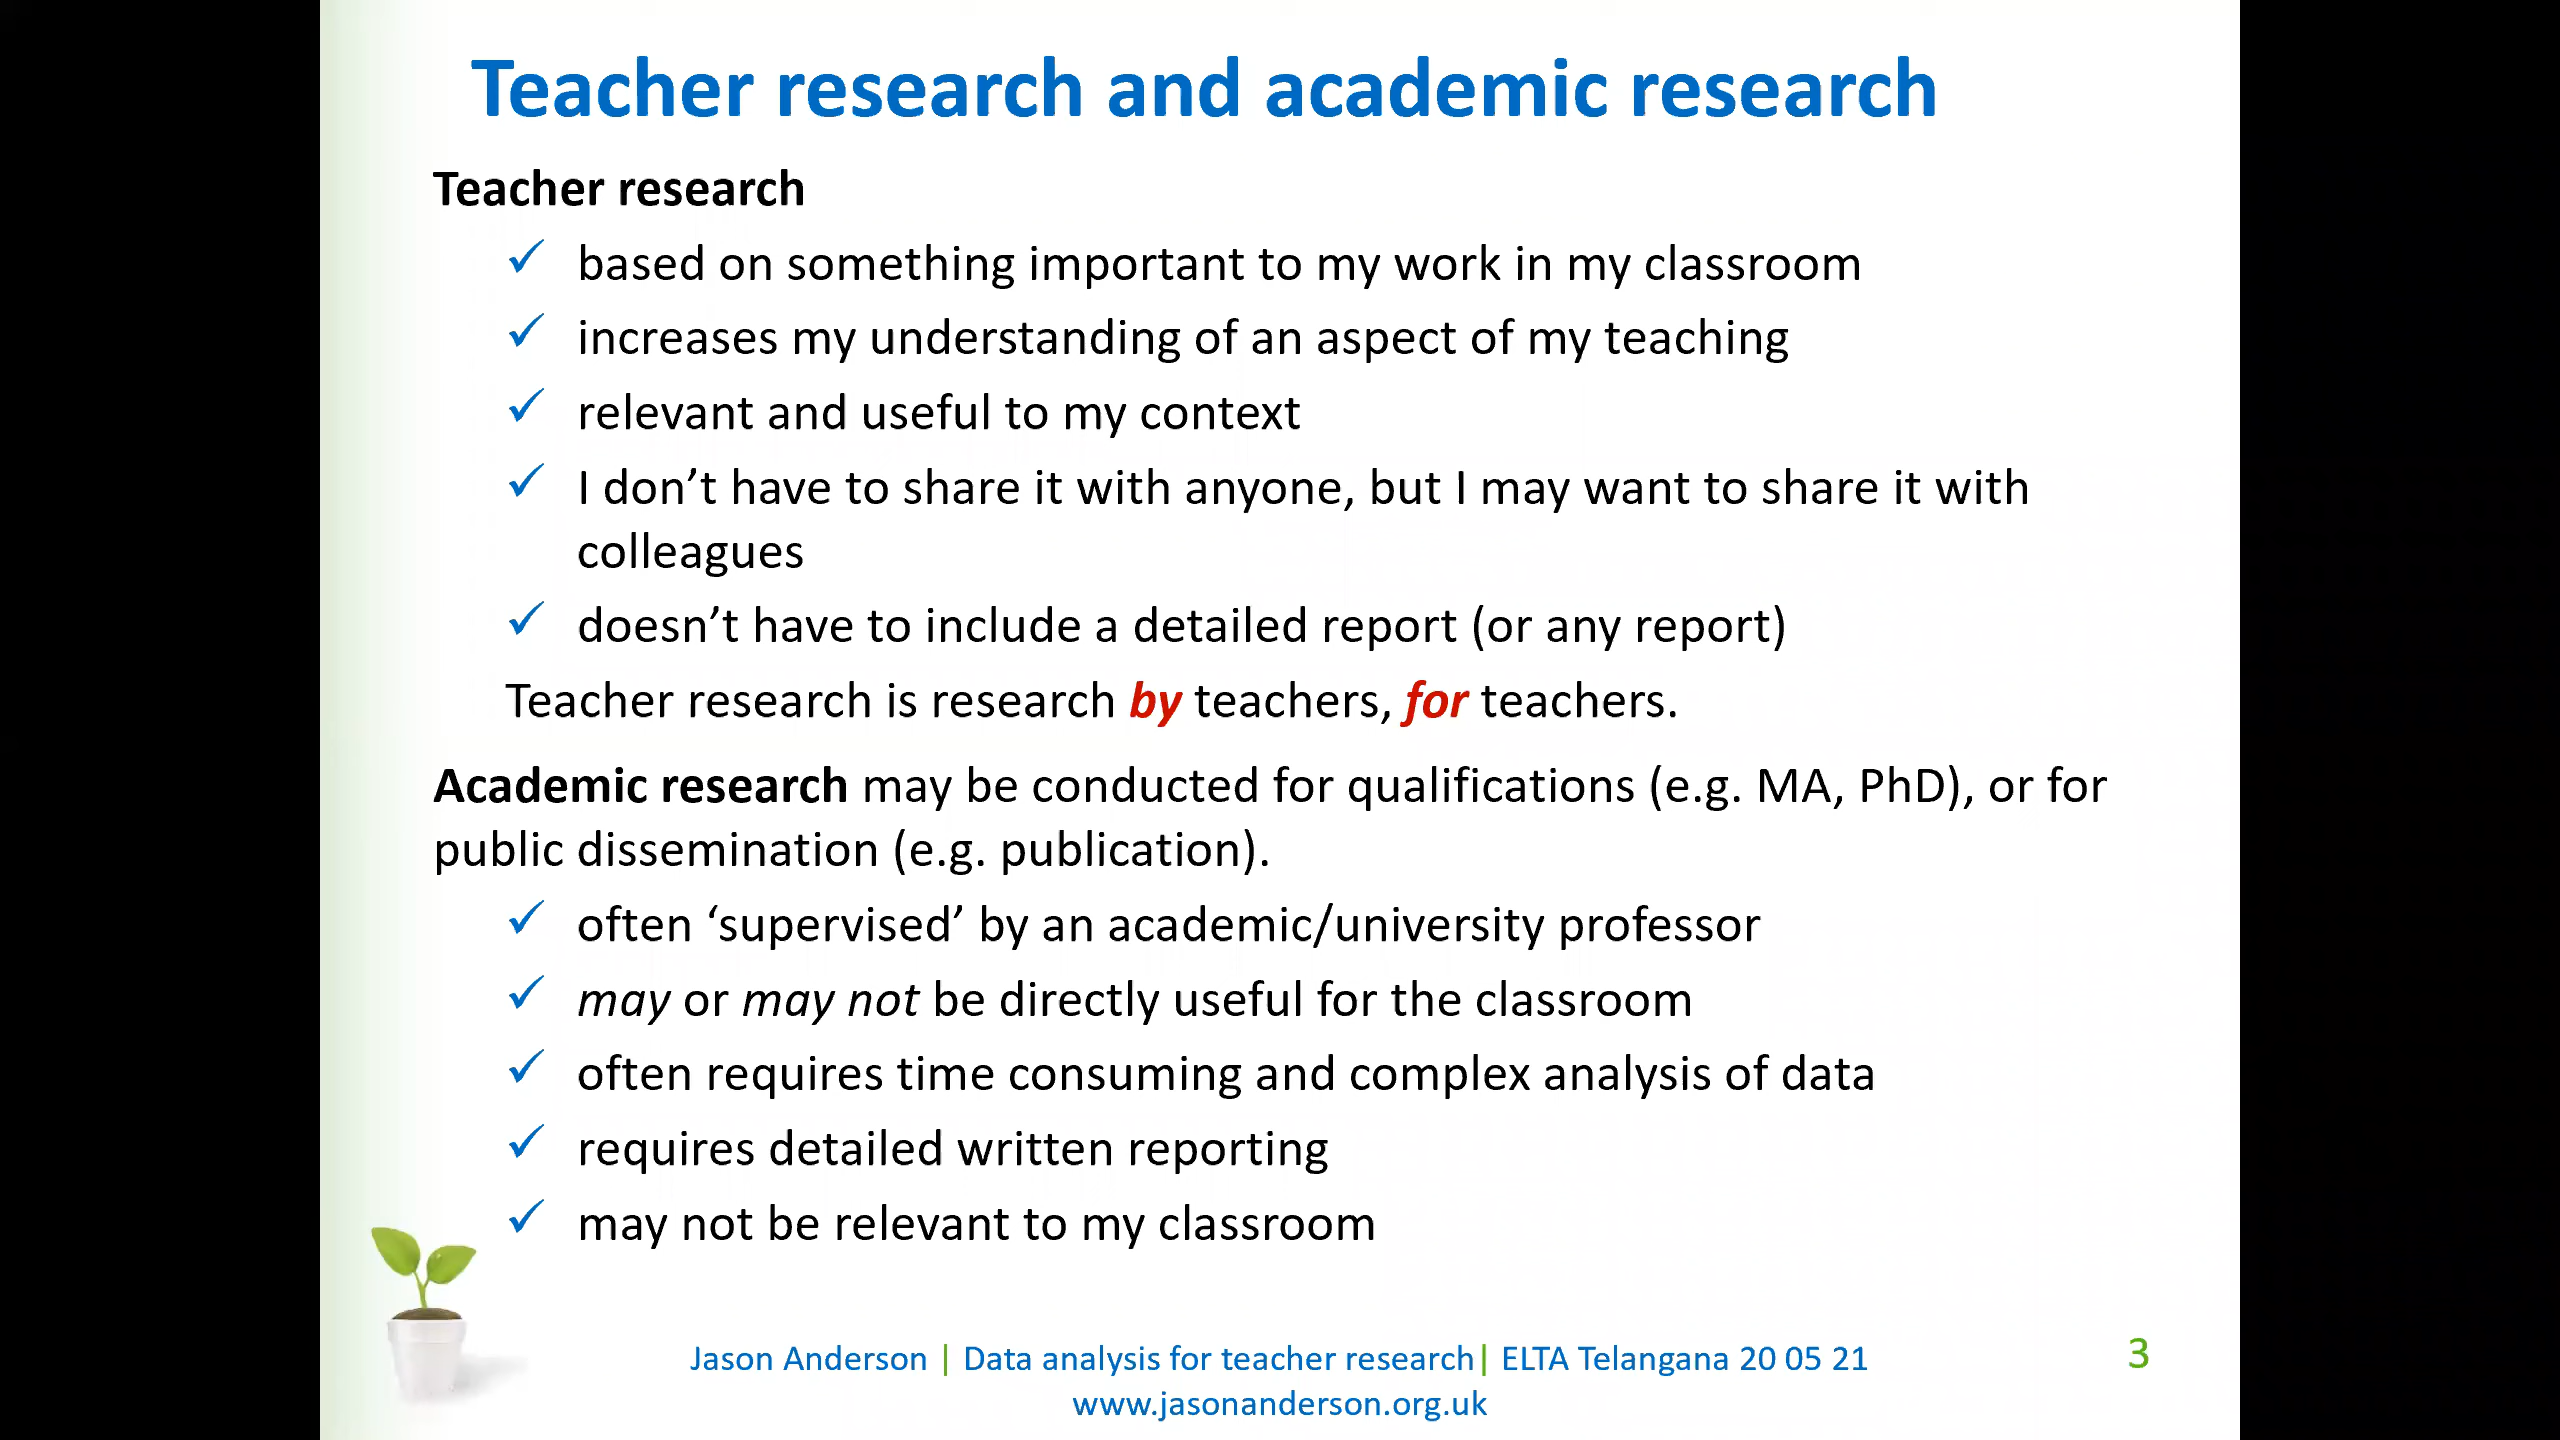 Teacher research and academic research
Teacher research
✓ based on something important to my work in my classroom
✓ increases my understanding of an aspect of my teaching
✓ relevant and useful to my context
✓ I don’t have to share it with anyone, but I may want to share it with
colleagues
✓ doesn’t have to include a detailed report (or any report)
Teacher research is research by teachers, for teachers.
Academic research may be conducted for qualifications (e.g. MA, PhD), or for
public dissemination (e.g. publication).
✓ often ‘supervised’ by an academic/university professor
✓ may or may not be directly useful for the classroom
✓ often requires time consuming and complex analysis of data
✓ requires detailed written reporting
✓ may not be relevant to my classroom
Jason Anderson | Data analysis for teacher research| ELTA Telangana 20 05 21
www.jasonanderson.org.uk
3